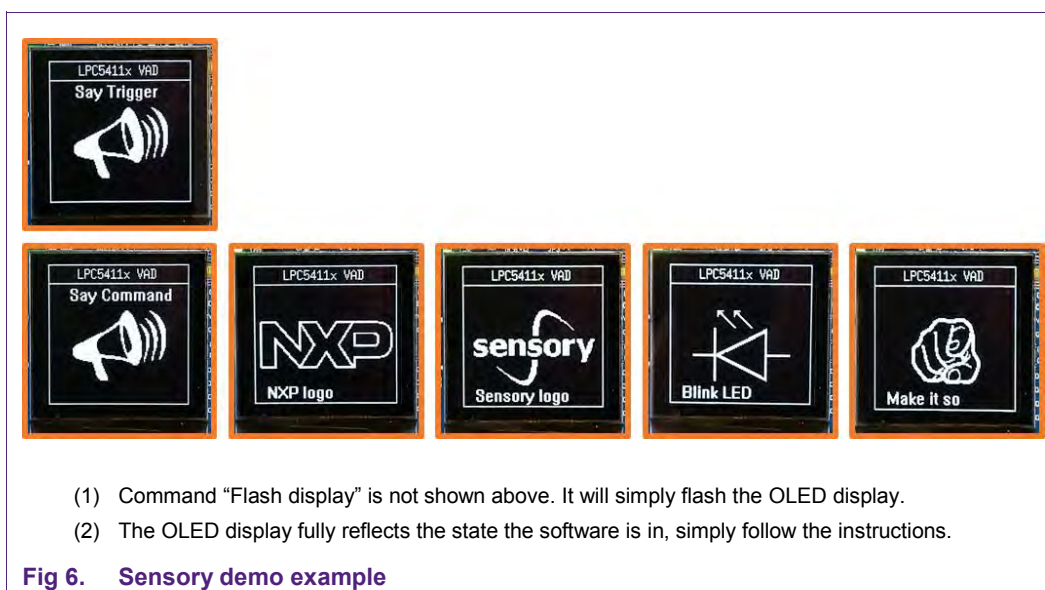 LPC5411x VAD
Say Trigger
LPC5411x VAD
Say Command
LPC5411x VAD
NXP
NXP logo
LPC5411x VAD
sensory
Sensory logo
LPC5411x VAD
Blink LED
LPC5411x VAD
Make it so
(1) Command “Flash display” is not shown above. It will simply flash the OLED display.
(2) The OLED display fully reflects the state the software is in, simply follow the instructions.
Fig 6. Sensory demo example